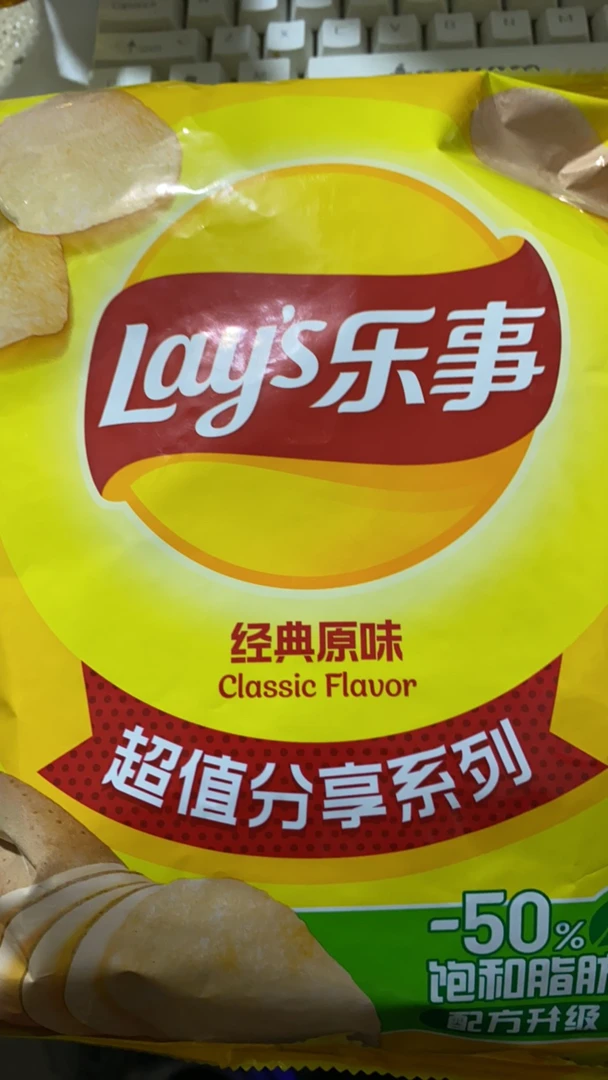 Lay's乐事
经典原味
Classic Flavor
超值分享系列
-50%
饱和脂肪
配方升级